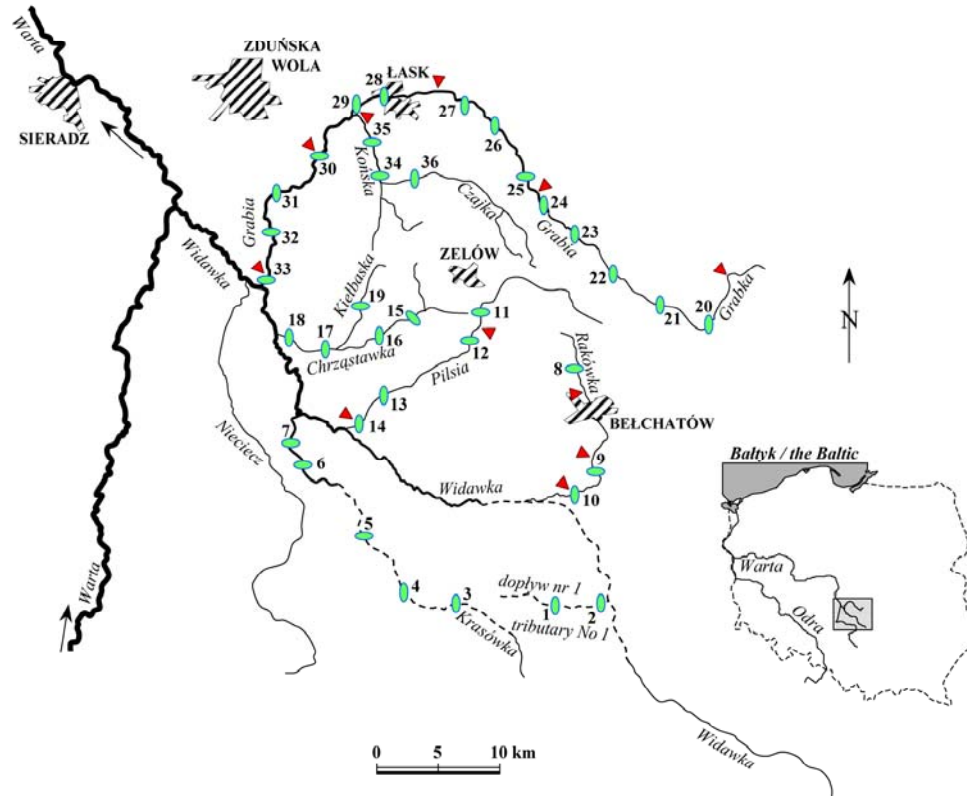 Warta
ZDUŃSKA
WOLA
ŁASK
SIERADZ
28
29
27
35
26
30
Końska
34
36
25
24
Czajka
31
Grabia
Grabia
23
32
ZELÓW
22
Widawka
33
Kiełbaska
19
15
11
21
20
Grabka
N
18
17
16
12
Chrząstawka
Rakówka
8
Pilsia
13
14
BEŁCHATÓW
Nieciecz
7
6
9
Widawka
10
Bałtyk / the Baltic
5
Warta
4
3
dopływ nr 1
1
2
tributary No 1
Krasówka
Warta
Odra
Widawka
0 5 10 km